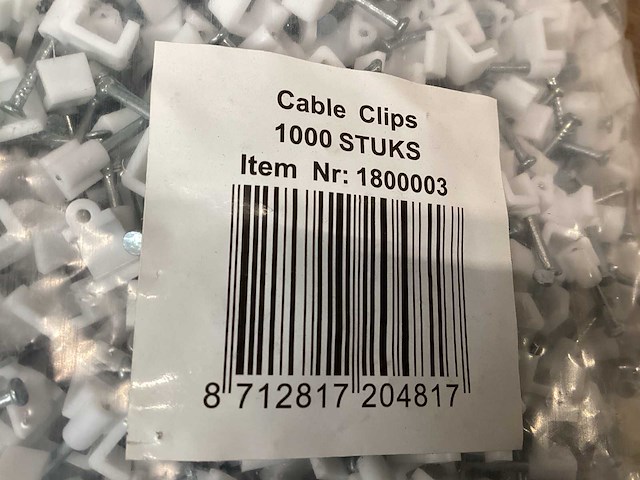 Cable Clips
1000 STUKS
Item Nr: 1800003
8 712817 204817